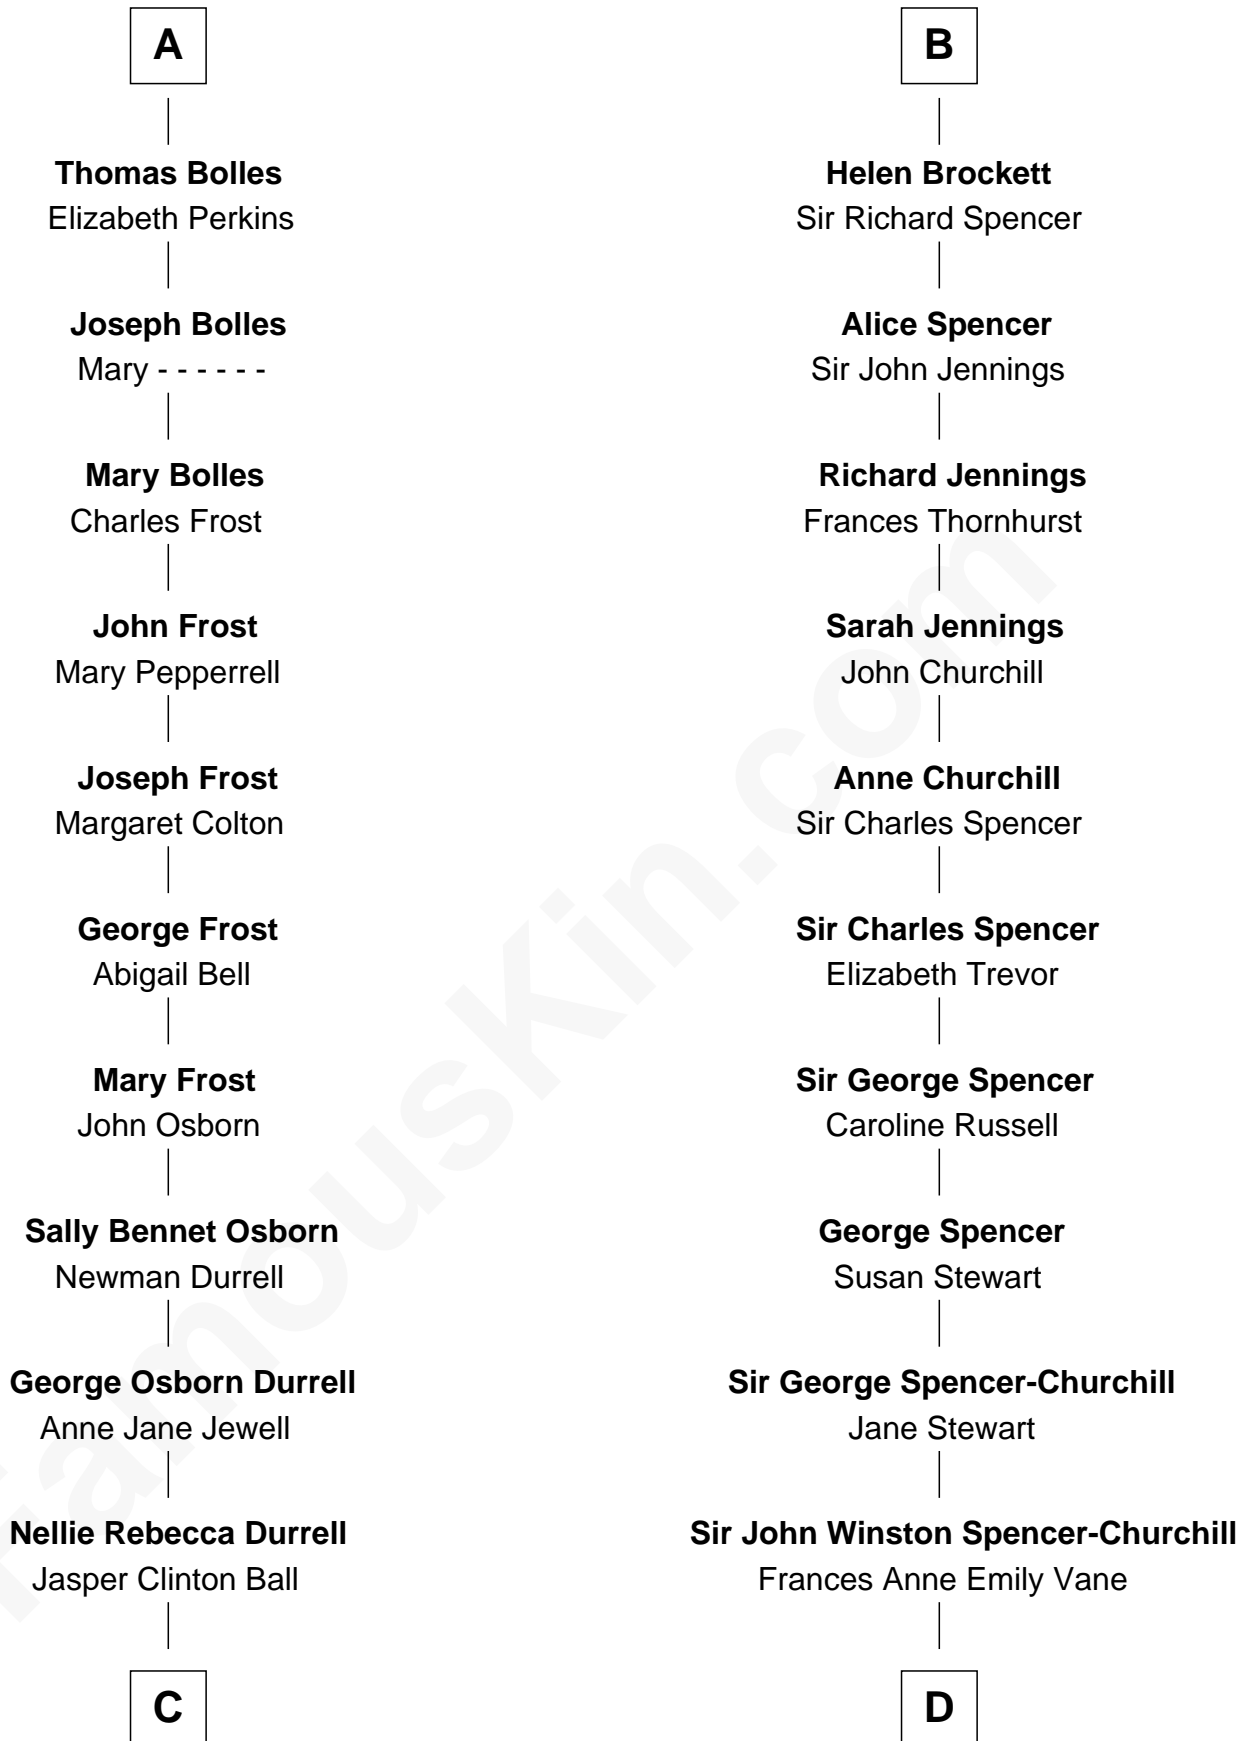 A
Thomas Bolles
Elizabeth Perkins
Joseph Bolles
Mary - - - - - -
Mary Bolles
Charles Frost
John Frost
Mary Pepperrell
Joseph Frost
Margaret Colton
George Frost
Abigail Bell
Mary Frost
John Osborn
Sally Bennet Osborn
Newman Durrell
George Osborn Durrell
Anne Jane Jewell
Nellie Rebecca Durrell
Jasper Clinton Ball
C
B
Helen Brockett
Sir Richard Spencer
Alice Spencer
Sir John Jennings
Richard Jennings
Frances Thornhurst
Sarah Jennings
John Churchill
Anne Churchill
Sir Charles Spencer
Sir Charles Spencer
Elizabeth Trevor
Sir George Spencer
Caroline Russell
George Spencer
Susan Stewart
Sir George Spencer-Churchill
Jane Stewart
Sir John Winston Spencer-Churchill
Frances Anne Emily Vane
D
famouskin.com